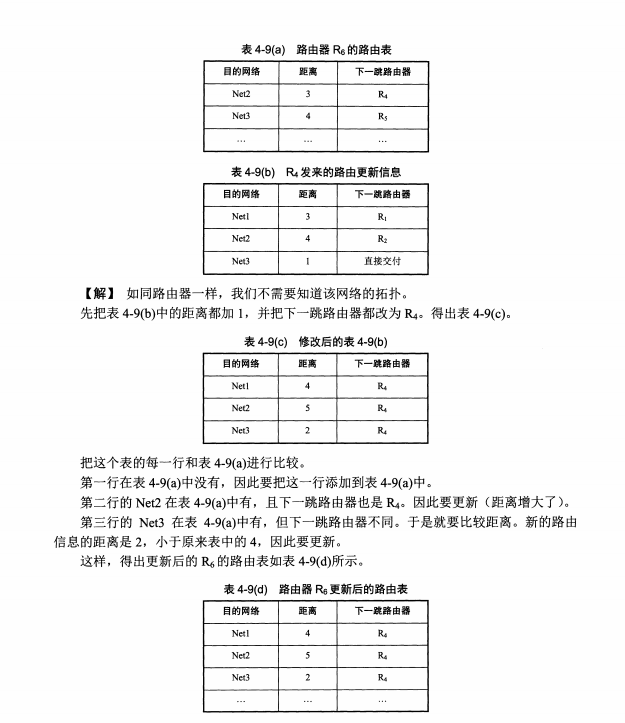 表 4-9(a) 路由器 R₆ 的路由表
目的网络 距离 下一跳路由器
Net2 3 R₄
Net3 4 R₅
… … …
表 4-9(b) R₄ 发来的路由更新信息
目的网络 距离 下一跳路由器
Net1 3 R₁
Net2 4 R₂
Net3 1 直接交付
【解】 如同路由器一样，我们不需要知道该网络的拓扑。
先把表 4-9(b)中的距离都加 1，并把下一跳路由器都改为 R₄。得出表 4-9(c)。
表 4-9(c) 修改后的表 4-9(b)
目的网络 距离 下一跳路由器
Net1 4 R₄
Net2 5 R₄
Net3 2 R₄
把这个表的每一行和表 4-9(a)进行比较。
第一行在表 4-9(a)中没有，因此要把这一行添加到表 4-9(a)中。
第二行的 Net2 在表 4-9(a)中有，且下一跳路由器也是 R₄。因此要更新（距离增大了）。
第三行的 Net3 在表 4-9(a)中有，但下一跳路由器不同。于是就要比较距离。新的路由
信息的距离是 2，小于原来表中的 4，因此要更新。
这样，得出更新后的 R₆ 的路由表如表 4-9(d)所示。
表 4-9(d) 路由器 R₆ 更新后的路由表
目的网络 距离 下一跳路由器
Net1 4 R₄
Net2 5 R₄
Net3 2 R₄
… … …